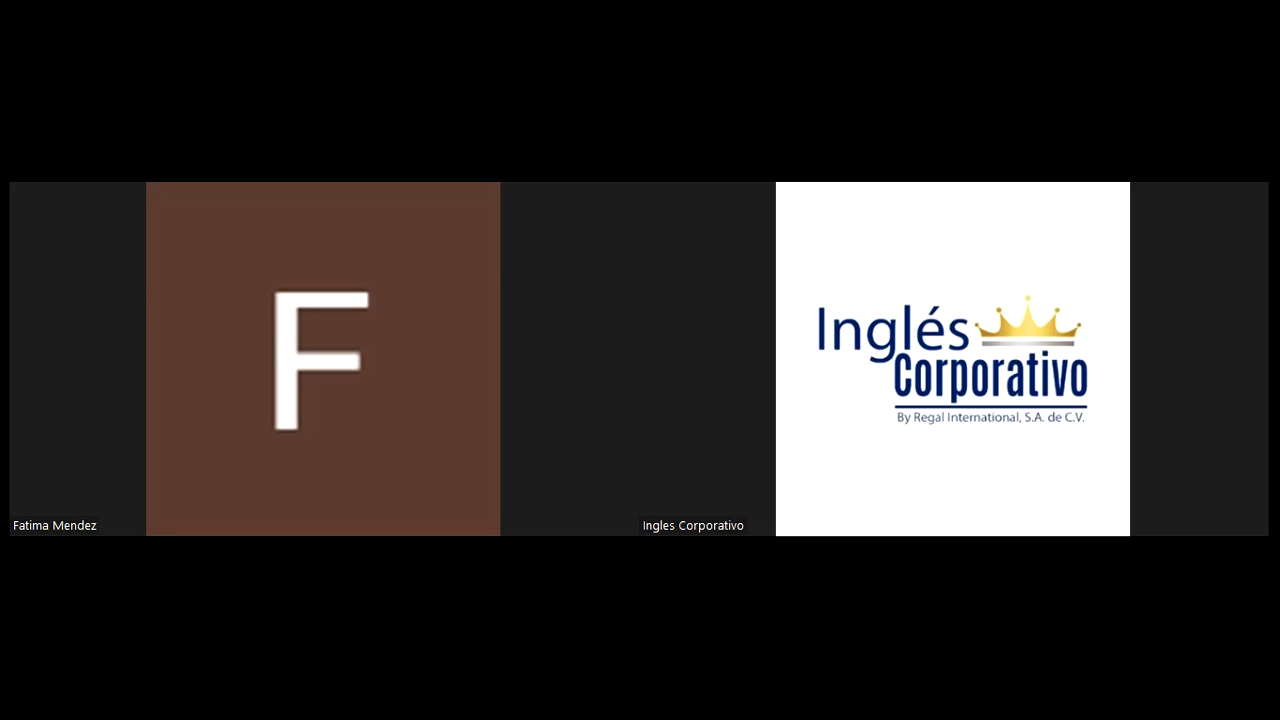 F
Fatima Mendez
Inglés
Corporativo
By Regal International, S.A. de C.V.
Ingles Corporativo